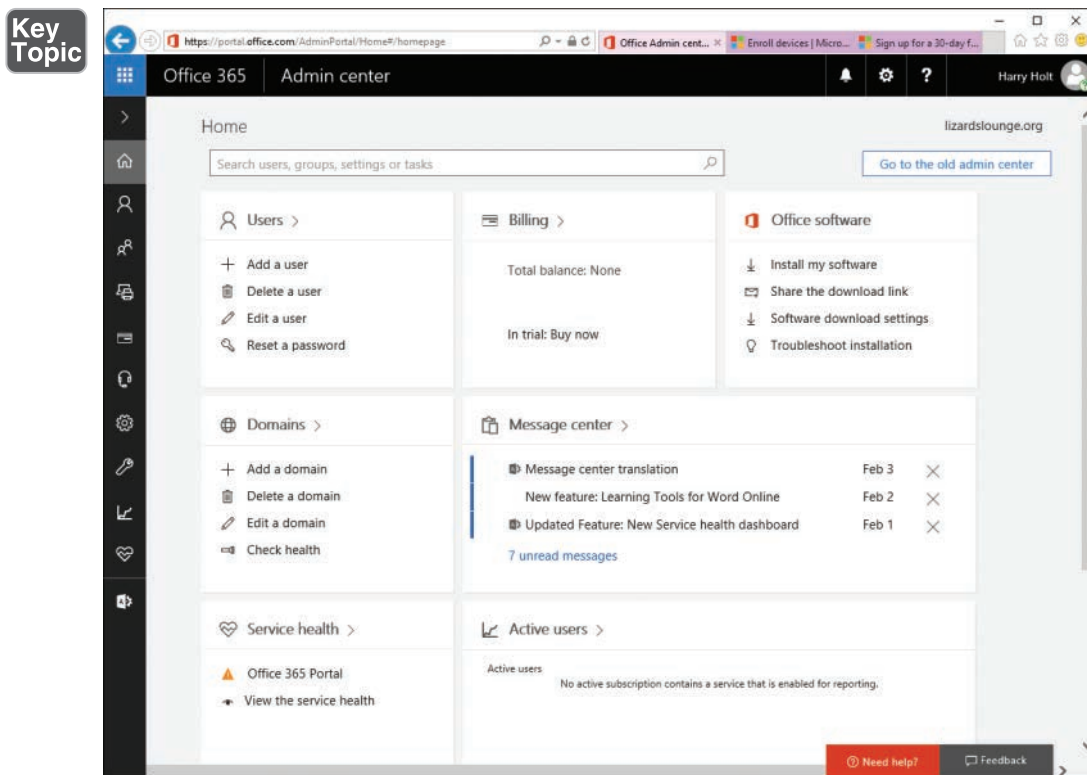 Key
Topic
https://portal.office.com/AdminPortal/Home#/homepage
Office Admin cent...
Enroll devices | Micro...
Sign up for a 30-day f...
Office 365
Admin center
?
Harry Holt
Home
lizardslounge.org
Search users, groups, settings or tasks
Go to the old admin center
Users >
Add a user
Delete a user
Edit a user
Reset a password
Billing >
Total balance: None
In trial: Buy now
Office software
Install my software
Share the download link
Software download settings
Troubleshoot installation
Domains >
Add a domain
Delete a domain
Edit a domain
Check health
Message center >
Message center translation Feb 3
New feature: Learning Tools for Word Online Feb 2
Updated Feature: New Service health dashboard Feb 1
7 unread messages
Service health >
Office 365 Portal
View the service health
Active users >
Active users
No active subscription contains a service that is enabled for reporting.
Need help?
Feedback